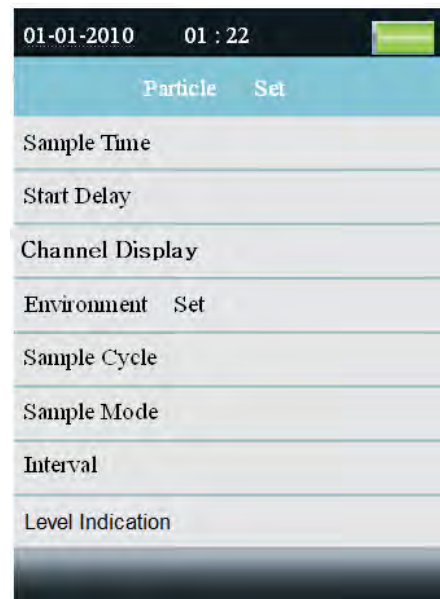 01-01-2010 01 : 22
Particle Set
Sample Time
Start Delay
Channel Display
Environment Set
Sample Cycle
Sample Mode
Interval
Level Indication